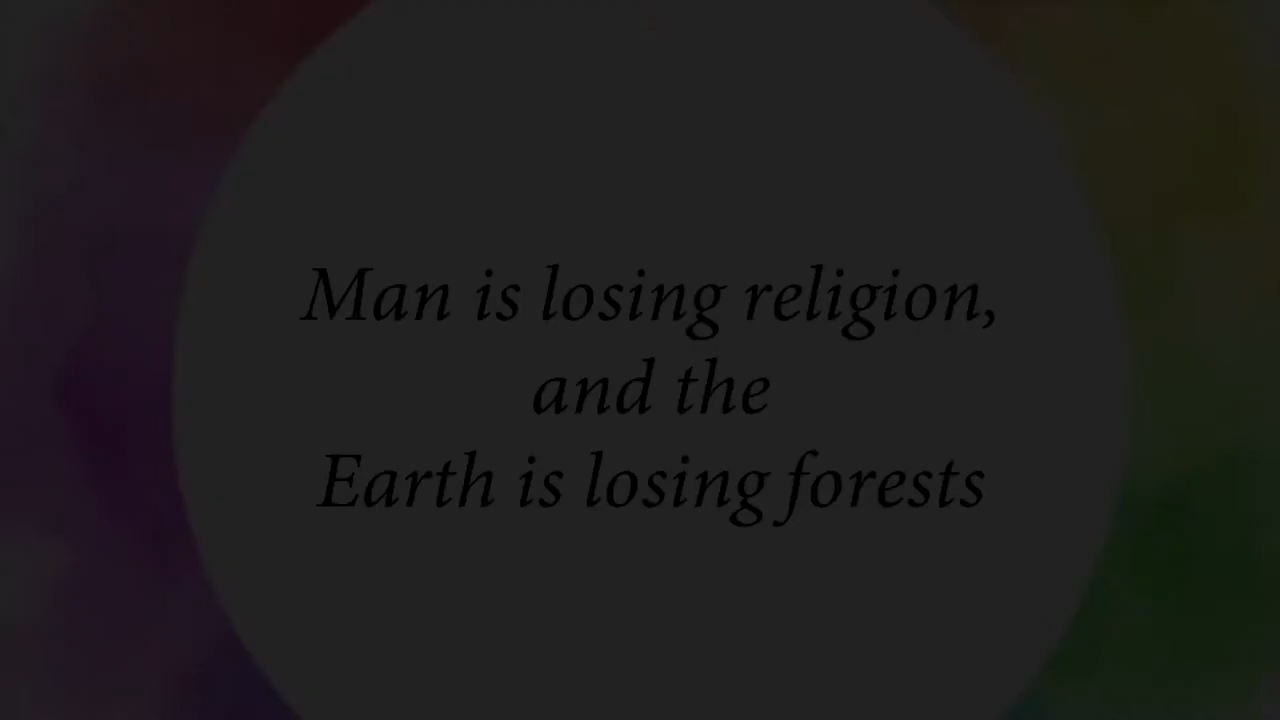 Man is losing religion,
and the
Earth is losing forests